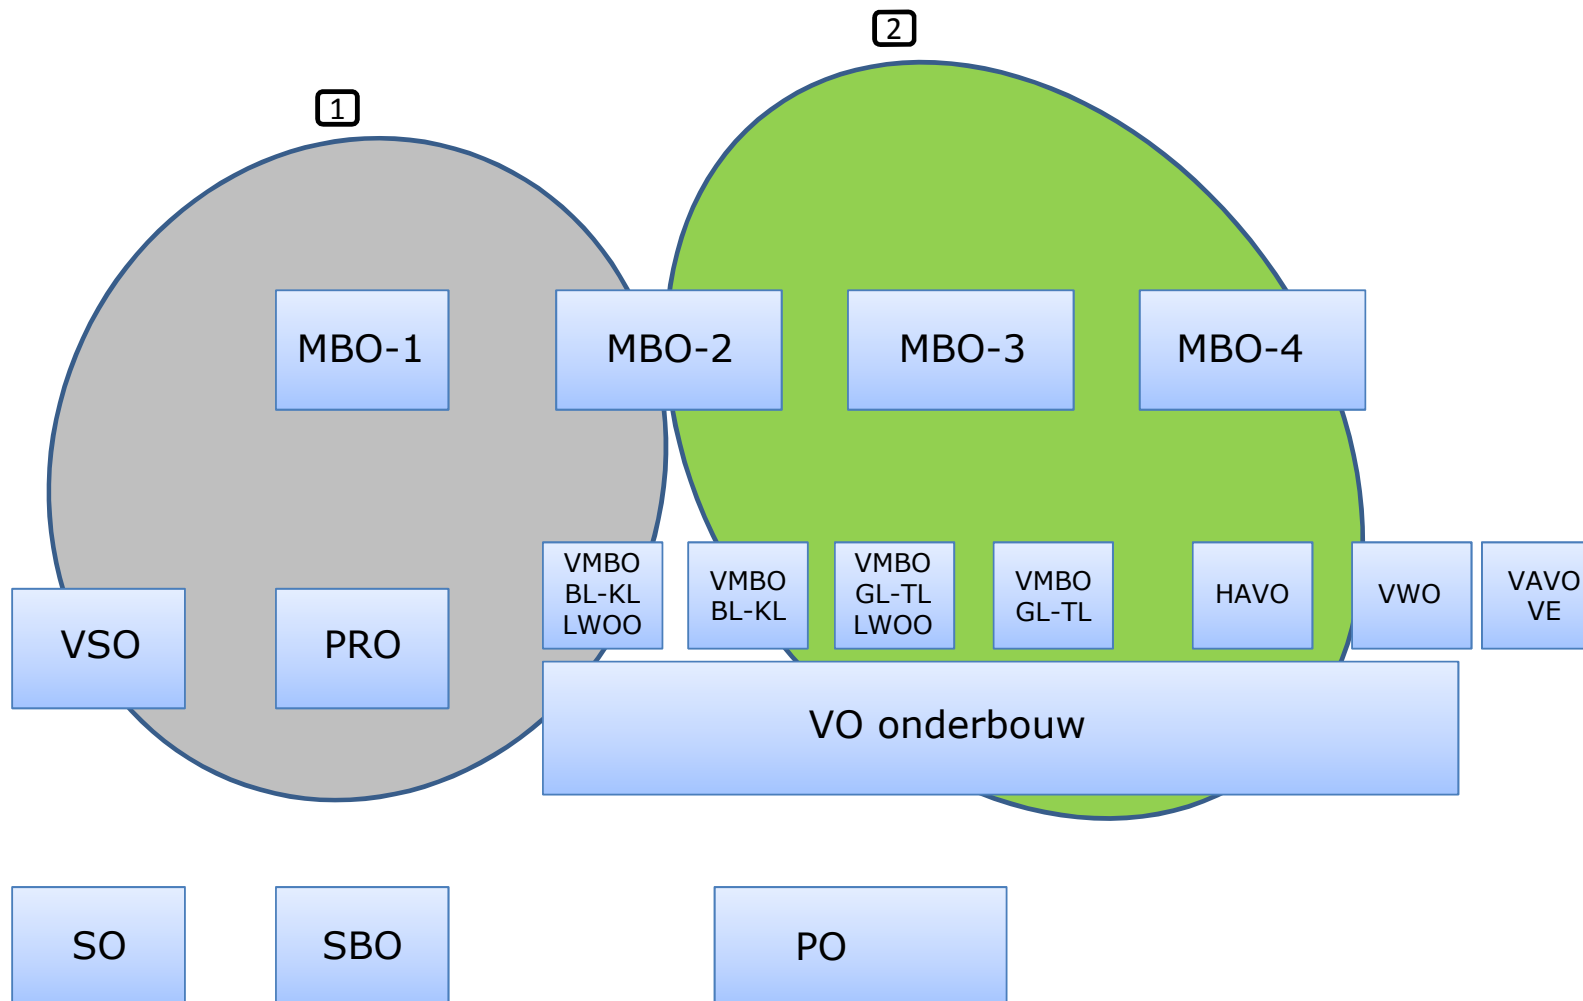 2
1
MBO-1
MBO-2
MBO-3
MBO-4
VSO
PRO
VMBO
BL-KL
LWOO
VMBO
BL-KL
VMBO
GL-TL
LWOO
VMBO
GL-TL
HAVO
VWO
VAVO
VE
VO onderbouw
SO
SBO
PO